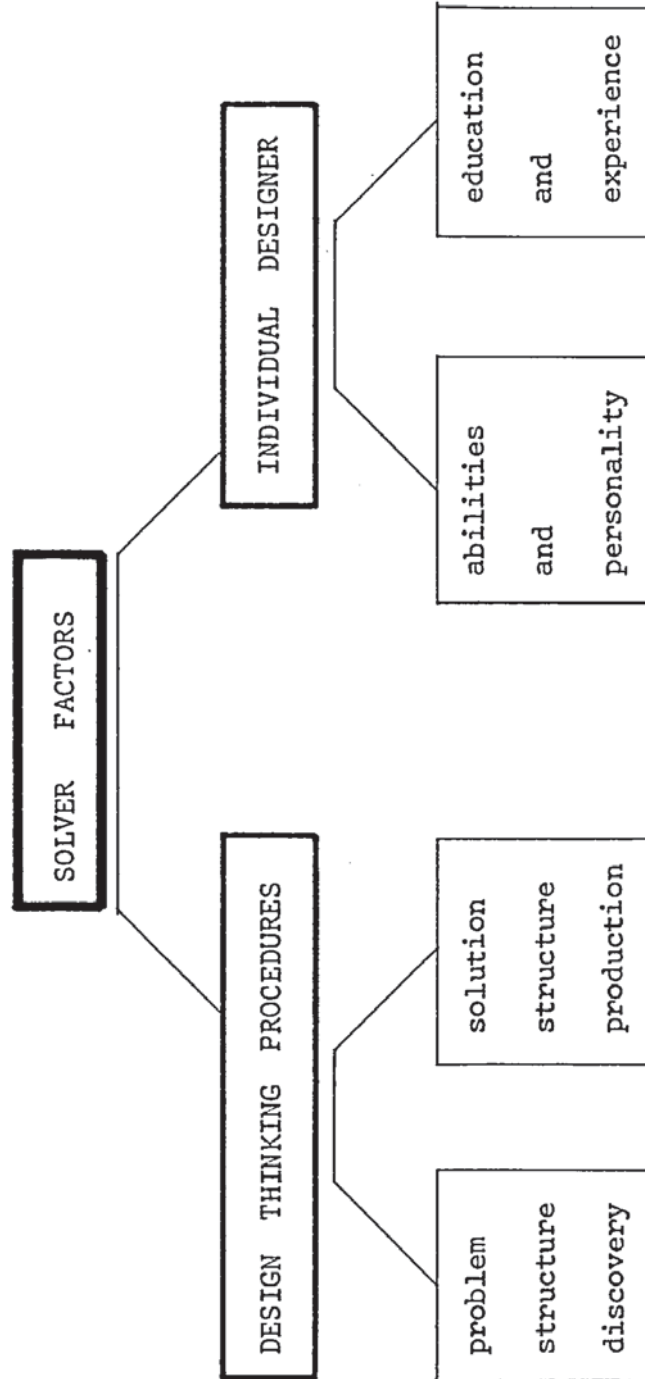 SOLVER FACTORS
DESIGN THINKING PROCEDURES
INDIVIDUAL DESIGNER
problem
structure
discovery
solution
structure
production
abilities
and
personality
education
and
experience